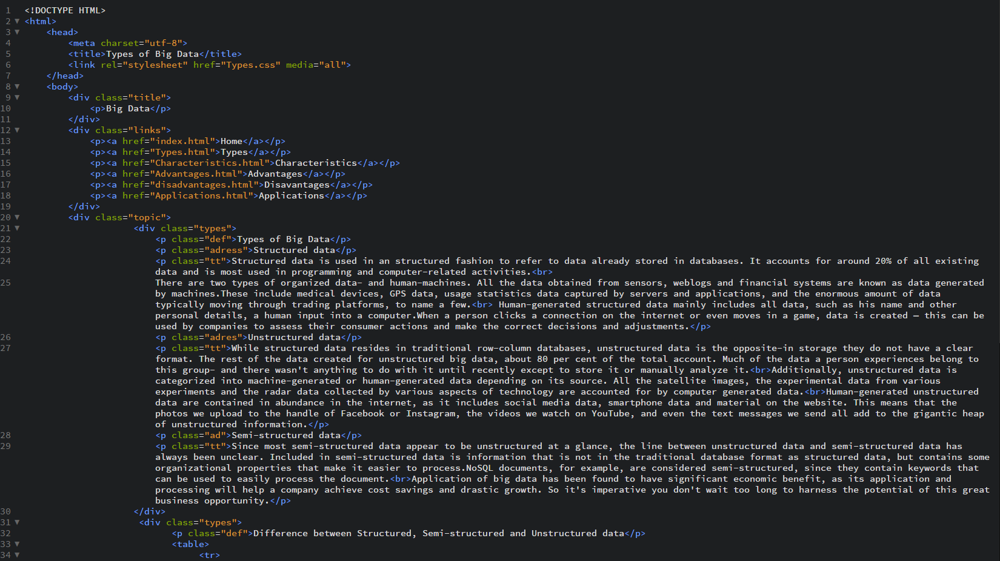 1 <!DOCTYPE HTML>
2 ▼ <html>
3 ▼ <head>
4 <meta charset="utf-8">
5 <title>Types of Big Data</title>
6 <link rel="stylesheet" href="Types.css" media="all">
7 </head>
8 ▼ <body>
9 ▼ <div class="title">
10 <p>Big Data</p>
11 </div>
12 ▼ <div class="links">
13 <p><a href="index.html">Home</a></p>
14 <p><a href="Types.html">Types</a></p>
15 <p><a href="Characteristics.html">Characteristics</a></p>
16 <p><a href="Advantages.html">Advantages</a></p>
17 <p><a href="disadvantages.html">Disavantages</a></p>
18 <p><a href="Applications.html">Applications</a></p>
19 </div>
20 ▼ <div class="topic">
21 ▼ <div class="types">
22 <p class="def">Types of Big Data</p>
23 <p class="adress">Structured data</p>
24 <p class="tt">Structured data is used in an structured fashion to refer to data already stored in databases. It accounts for around 20% of all existing
data and is most used in programming and computer-related activities.<br>
25 There are two types of organized data- and human-machines. All the data obtained from sensors, weblogs and financial systems are known as data generated
by machines.These include medical devices, GPS data, usage statistics data captured by servers and applications, and the enormous amount of data
typically moving through trading platforms, to name a few.<br> Human-generated structured data mainly includes all data, such as his name and other
personal details, a human input into a computer.When a person clicks a connection on the internet or even moves in a game, data is created – this can be
used by companies to assess their consumer actions and make the correct decisions and adjustments.</p>
26 <p class="adres">Unstructured data</p>
27 <p class="tt">While structured data resides in traditional row-column databases, unstructured data is the opposite-in storage they do not have a clear
format. The rest of the data created for unstructured big data, about 80 per cent of the total account. Much of the data a person experiences belong to
this group- and there wasn't anything to do with it until recently except to store it or manually analyze it.<br>Additionally, unstructured data is
categorized into machine-generated or human-generated data depending on its source. All the satellite images, the experimental data from various
experiments and the radar data collected by various aspects of technology are accounted for by computer generated data.<br>Human-generated unstructured
data are contained in abundance in the internet, as it includes social media data, smartphone data and material on the website. This means that the
photos we upload to the handle of Facebook or Instagram, the videos we watch on YouTube, and even the text messages we send all add to the gigantic heap
of unstructured information.</p>
28 <p class="ad">Semi-structured data</p>
29 <p class="tt">Since most semi-structured data appear to be unstructured at a glance, the line between unstructured data and semi-structured data has
always been unclear. Included in semi-structured data is information that is not in the traditional database format as structured data, but contains some
organizational properties that make it easier to process.NoSQL documents, for example, are considered semi-structured, since they contain keywords that
can be used to easily process the document.<br>Application of big data has been found to have significant economic benefit, as its application and
processing will help a company achieve cost savings and drastic growth. So it's imperative you don't wait too long to harness the potential of this great
business opportunity.</p>
30 </div>
31 ▼ <div class="types">
32 <p class="def">Difference between Structured, Semi-structured and Unstructured data</p>
33 ▼ <table>
34 ▼ <tr>